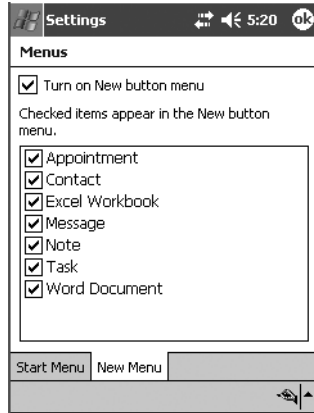 Settings 5:20 ok
Menus
Turn on New button menu
Checked items appear in the New button
menu.
Appointment
Contact
Excel Workbook
Message
Note
Task
Word Document
Start Menu New Menu